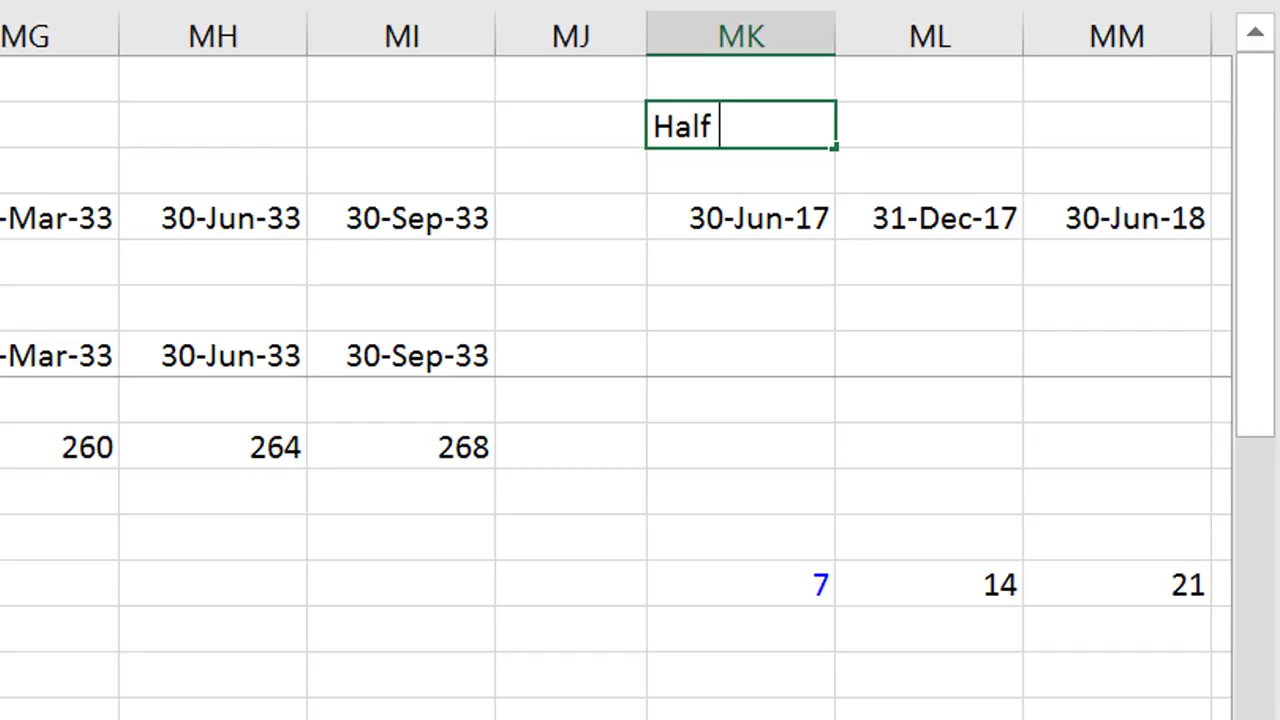 MG MH MI MJ MK ML MM
Half
-Mar-33 30-Jun-33 30-Sep-33 30-Jun-17 31-Dec-17 30-Jun-18
-Mar-33 30-Jun-33 30-Sep-33
260 264 268
7 14 21